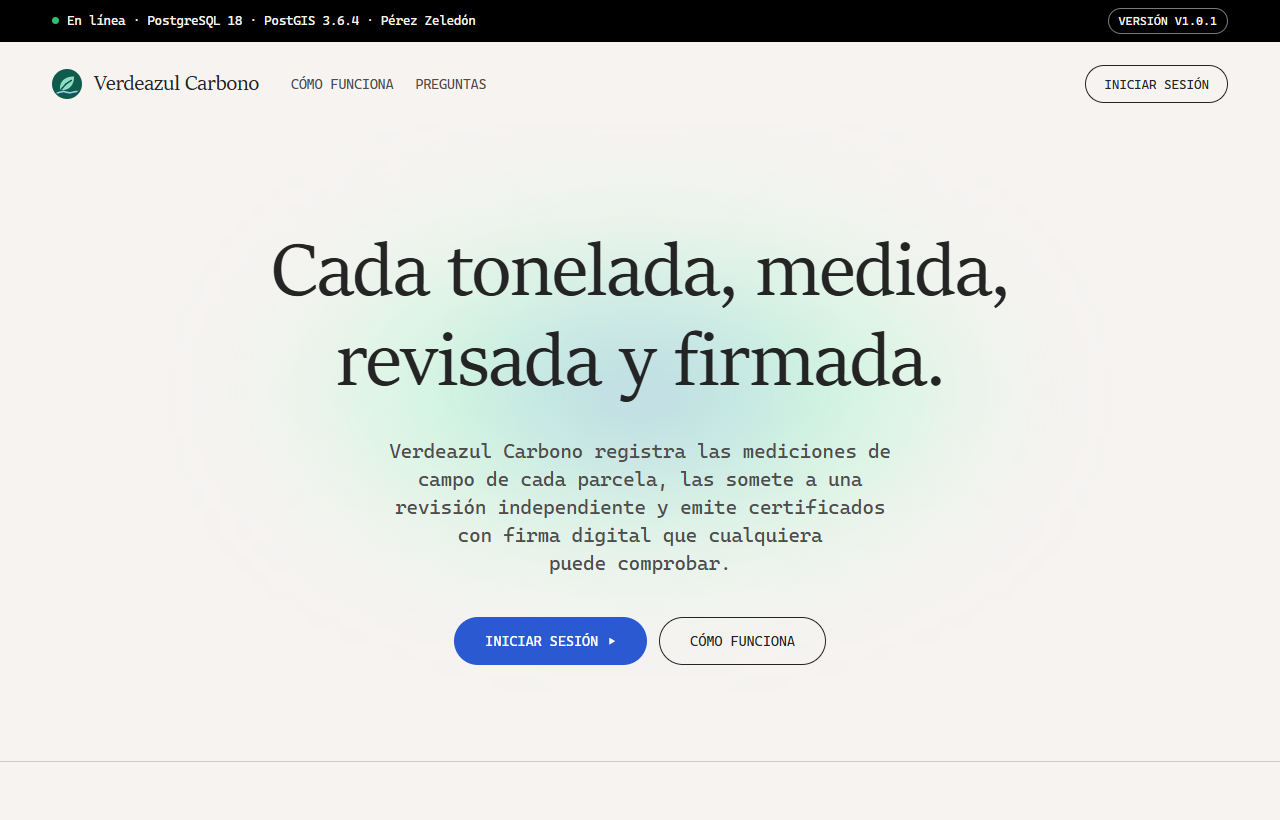 En línea · PostgreSQL 18 · PostGIS 3.6.4 · Pérez Zeledón
VERSIÓN V1.0.1
Verdeazul Carbono
CÓMO FUNCIONA
PREGUNTAS
INICIAR SESIÓN
Cada tonelada, medida,
revisada y firmada.
Verdeazul Carbono registra las mediciones de
campo de cada parcela, las somete a una
revisión independiente y emite certificados
con firma digital que cualquiera
puede comprobar.
INICIAR SESIÓN ▸
CÓMO FUNCIONA